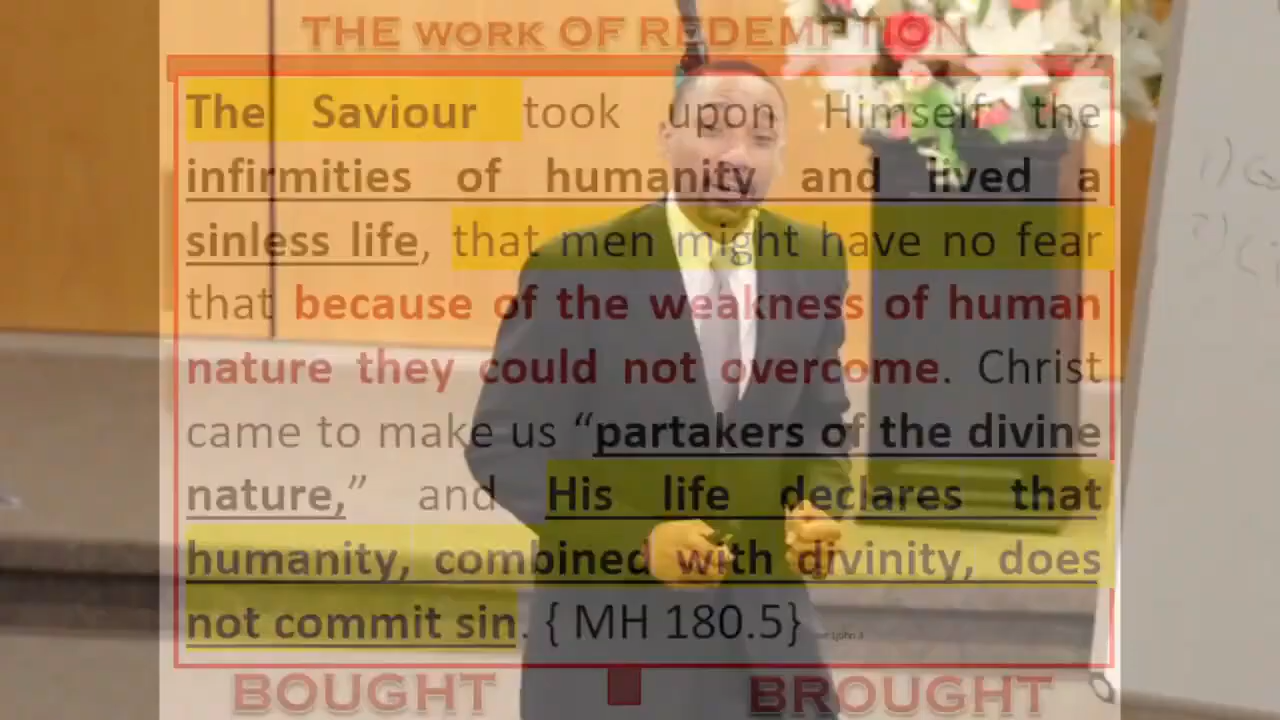 THE WORK OF REDEMPTION
The Saviour took upon Himself the
infirmities of humanity and lived a
sinless life, that men might have no fear
that because of the weakness of human
nature they could not overcome. Christ
came to make us “partakers of the divine
nature,” and His life declares that
humanity, combined with divinity, does
not commit sin. { MH 180.5}
BOUGHT BROUGHT